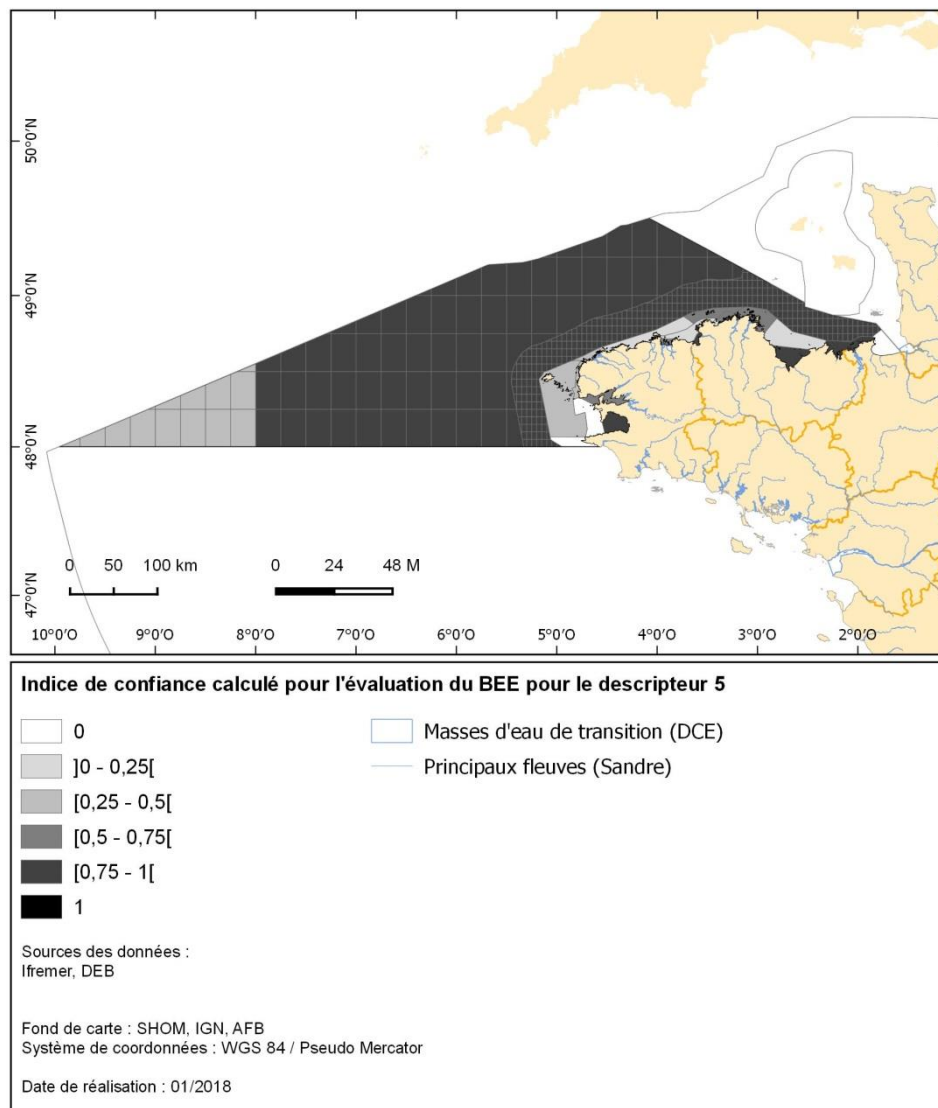 50°0'N
49°0'N
48°0'N
47°0'N
0 50 100 km
0 24 48 M
10°0'O 9°0'O 8°0'O 7°0'O 6°0'O 5°0'O 4°0'O 3°0'O 2°0'O
Indice de confiance calculé pour l'évaluation du BEE pour le descripteur 5
0
]0 - 0,25[
[0,25 - 0,5[
[0,5 - 0,75[
[0,75 - 1[
1
Masses d'eau de transition (DCE)
Principaux fleuves (Sandre)
Sources des données :
Ifremer, DEB
Fond de carte : SHOM, IGN, AFB
Système de coordonnées : WGS 84 / Pseudo Mercator
Date de réalisation : 01/2018